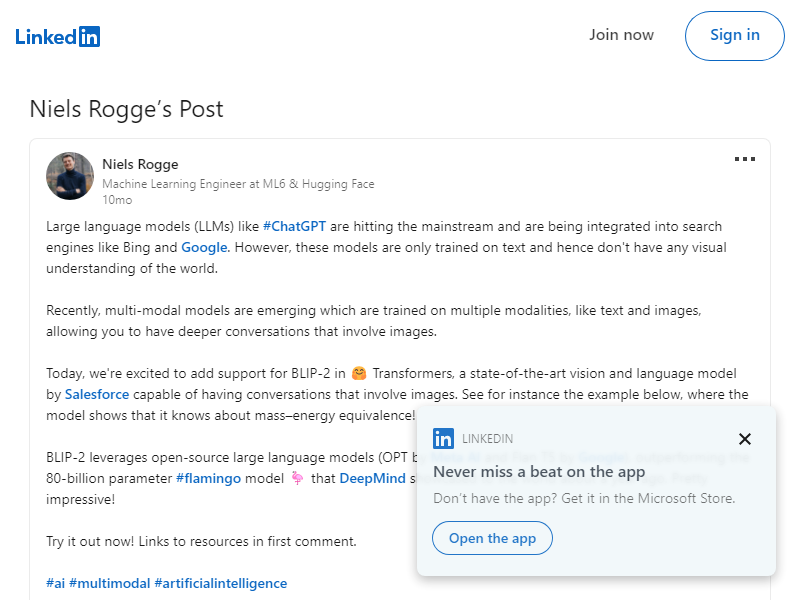 LinkedIn
Join now
Sign in
Niels Rogge's Post
Niels Rogge
Machine Learning Engineer at ML6 & Hugging Face
10mo
Large language models (LLMs) like #ChatGPT are hitting the mainstream and are being integrated into search
engines like Bing and Google. However, these models are only trained on text and hence don't have any visual
understanding of the world.
Recently, multi-modal models are emerging which are trained on multiple modalities, like text and images,
allowing you to have deeper conversations that involve images.
Today, we're excited to add support for BLIP-2 in 🤗 Transformers, a state-of-the-art vision and language model
by Salesforce capable of having conversations that involve images. See for instance the example below, where the
model shows that it knows about mass–energy equivalence!
BLIP-2 leverages open-source large language models (OPT by
80-billion parameter #flamingo model 🦩 that DeepMind
impressive!
Try it out now! Links to resources in first comment.
#ai #multimodal #artificialintelligence
LINKEDIN
Never miss a beat on the app
Don't have the app? Get it in the Microsoft Store.
Open the app